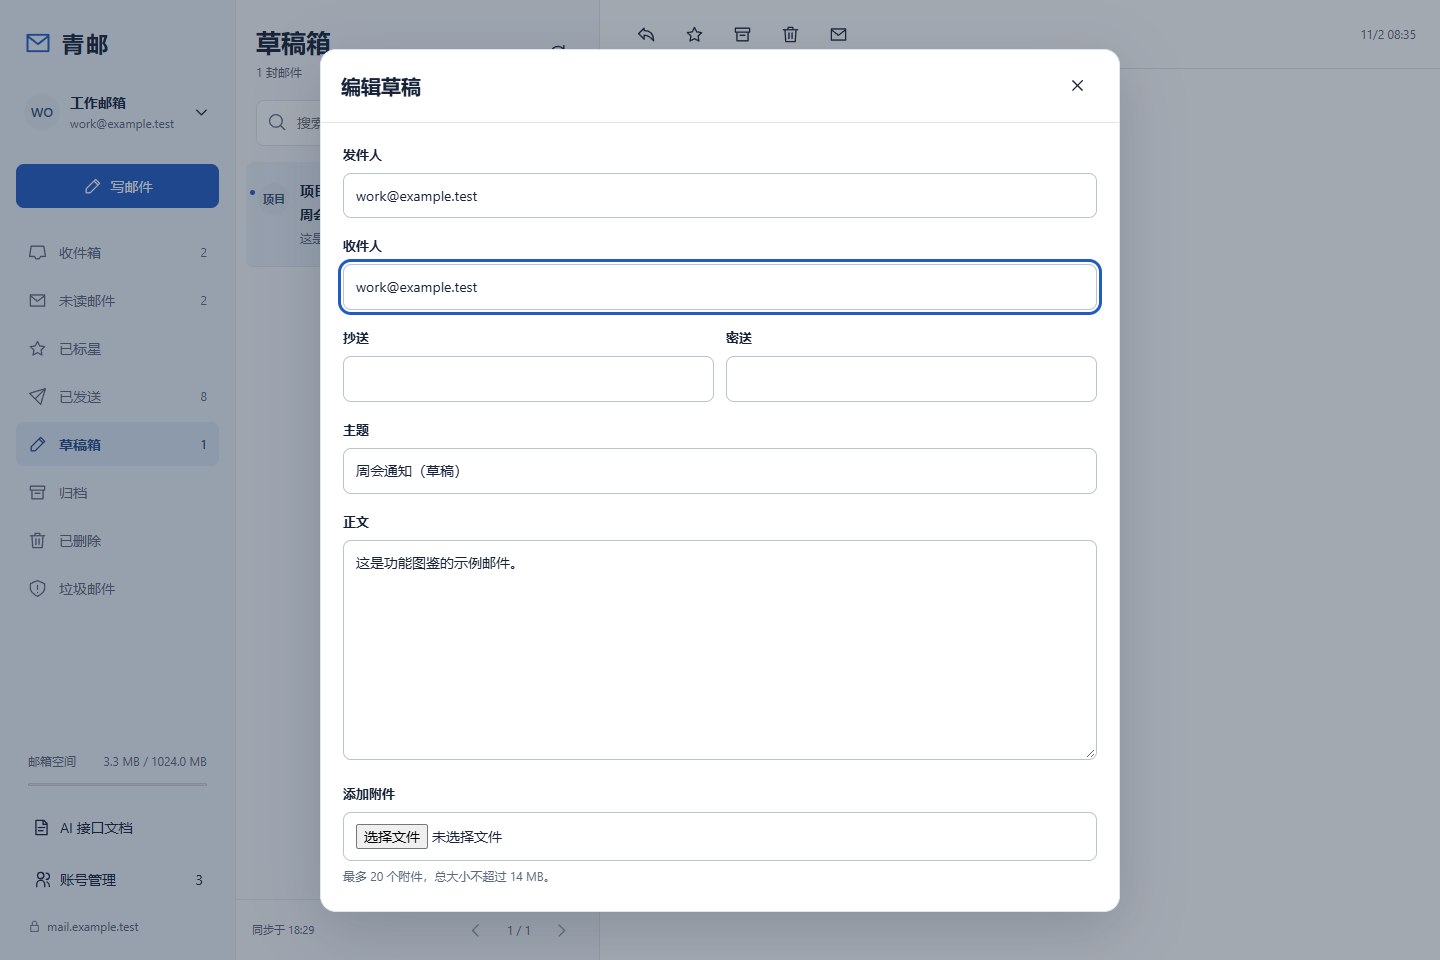 青邮
WO
工作邮箱
work@example.test
写邮件
收件箱 2
未读邮件 2
已标星
已发送 8
草稿箱 1
归档
已删除
垃圾邮件
邮箱空间 3.3 MB / 1024.0 MB
AI 接口文档
账号管理 3
mail.example.test
草稿箱
1 封邮件
搜索
项目
项目
周会
这是
同步于 18:29
1 / 1
11/2 08:35
编辑草稿
发件人
work@example.test
收件人
work@example.test
抄送 密送
主题
周会通知（草稿）
正文
这是功能图鉴的示例邮件。
添加附件
选择文件 未选择文件
最多 20 个附件，总大小不超过 14 MB。